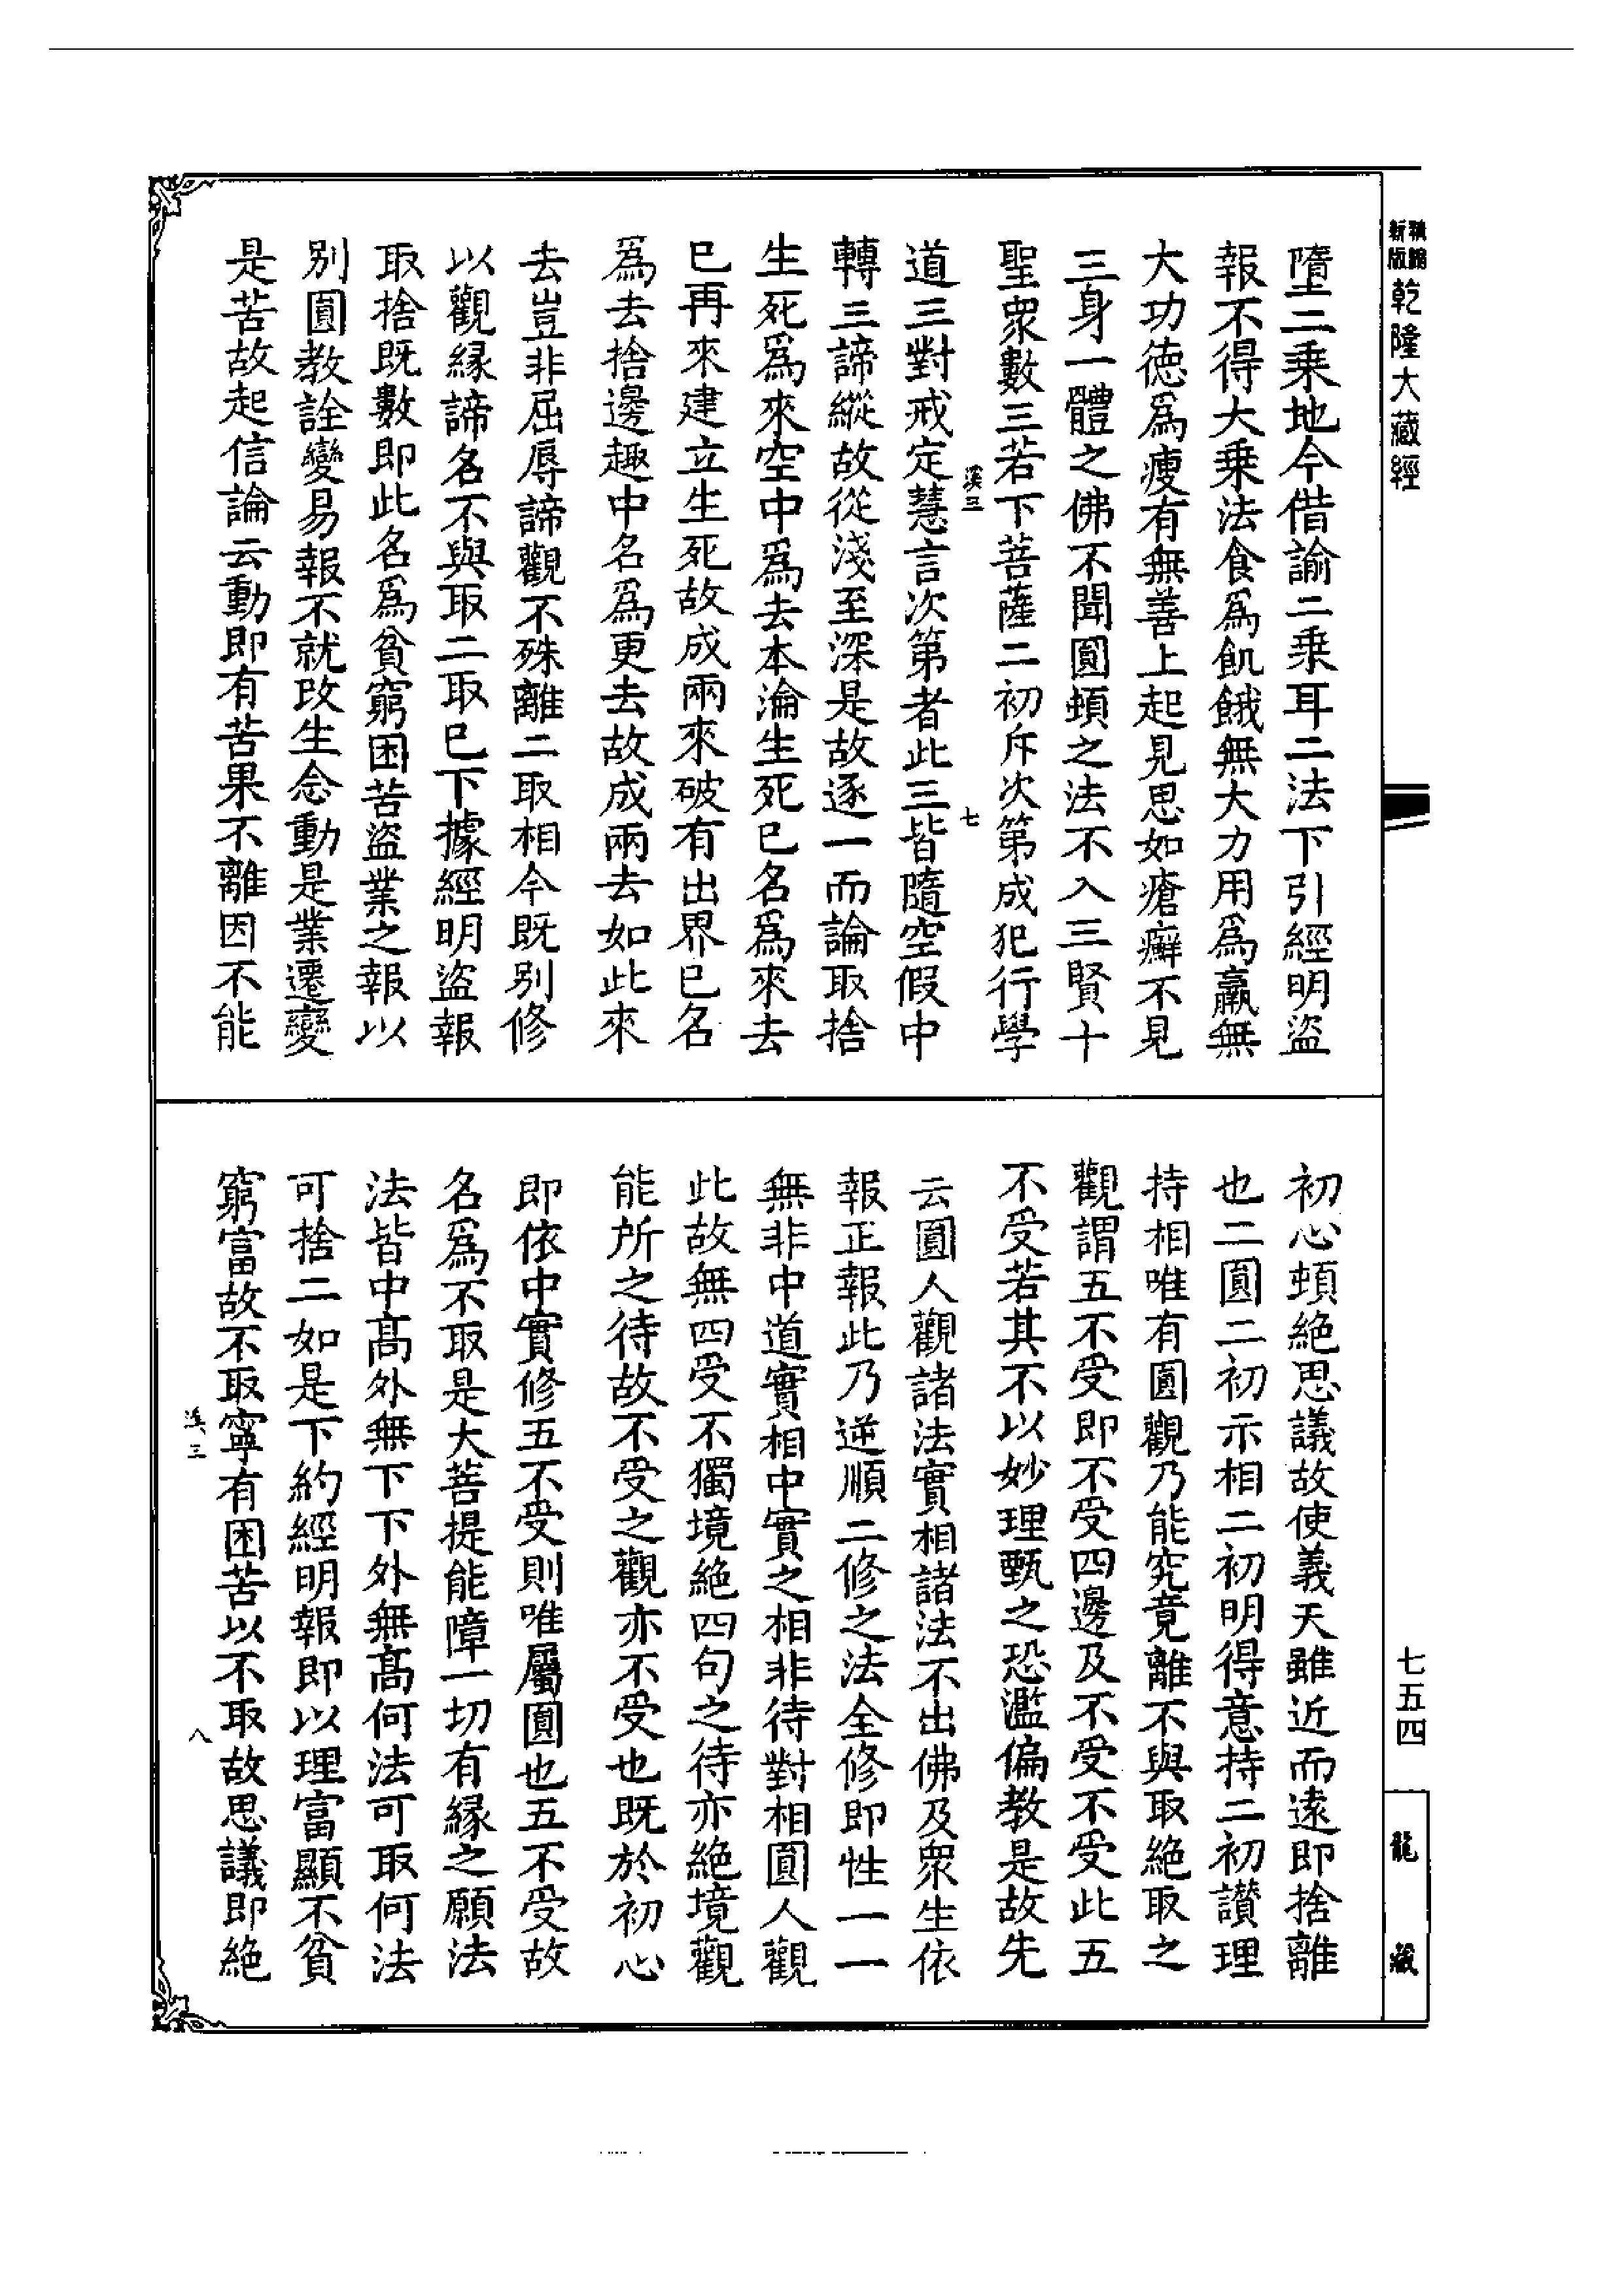 新版
乾隆大藏經
墮二乗地今借諭二乗耳二法下引經明盜
報不得大乗法食爲飢餓無大力用爲羸無
大功德爲瘦有無善上起見思如瘡癬不見
三身一體之佛不聞圓頓之法不入三賢十
聖衆數三若下菩薩二初斥次第成犯行學
道三對戒定慧言次第者此三皆隨空假中
轉三諦縱故從淺至深是故逐一而論取捨
生死爲來空中爲去本淪生死已名爲來去
已再來建立生死故成兩來破有出界已名
爲去捨邊趣中名爲更去故成兩去如此來
去豈非屈辱諦觀不殊離二取相今既别修
以觀縁諦名不與取二取已下據經明盜報
取捨既數即此名爲貧窮困苦盜業之報以
别圓教詮變易報不就攺生念動是業遷變
是苦故起信論云動即有苦果不離因不能
初心頓絶思議故使義天雖近而遠即捨離
也二圓二初示相二初明得意持二初讃理
持相唯有圓觀乃能究竟離不與取絶取之
觀謂五不受即不受四邊及不受不受此五
不受若其不以妙理甄之恐濫偏教是故先
云圓人觀諸法實相諸法不出佛及衆生依
報正報此乃逆順二修之法全修即性一一
無非中道實相中實之相非待對相圓人觀
此故無四受不獨境絶四句之待亦絶境觀
能所之待故不受之觀亦不受也既於初心
即依中實修五不受則唯屬圓也五不受故
名爲不取是大菩提能障一切有縁之願法
法皆中髙外無下下外無髙何法可取何法
可捨二如是下約經明報即以理富顯不貧
窮富故不取寧有困苦以不取故思議即絶
七五四
龍藏
七
三
八